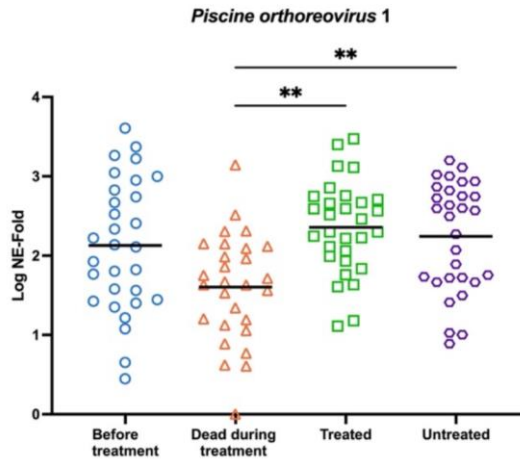 Piscine orthoreovirus 1
**
**
4
3
2
1
0
Log NE-Fold
Before
treatment
Dead during
treatment
Treated
Untreated